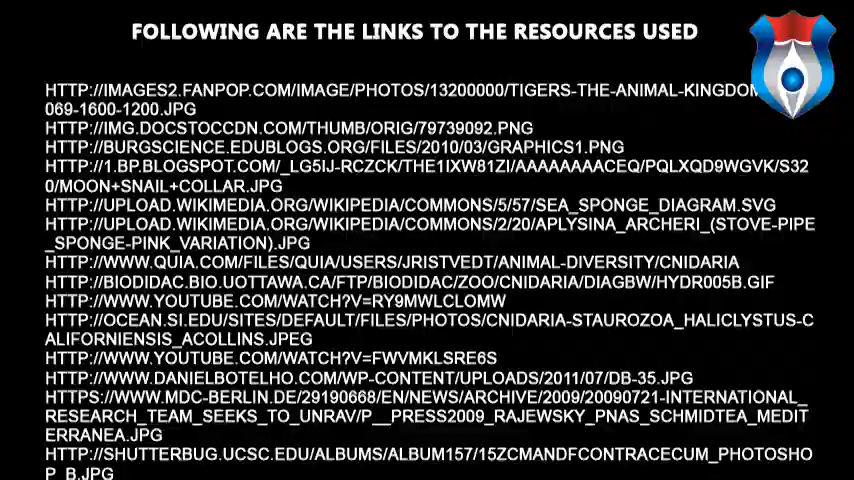 FOLLOWING ARE THE LINKS TO THE RESOURCES USED
HTTP://IMAGES2.FANPOP.COM/IMAGE/PHOTOS/13200000/TIGERS-THE-ANIMAL-KINGDOM
069-1600-1200.JPG
HTTP://IMG.DOCSTOCCDN.COM/THUMB/ORIG/79739092.PNG
HTTP://BURGSCIENCE.EDUBLOGS.ORG/FILES/2010/03/GRAPHICS1.PNG
HTTP://1.BP.BLOGSPOT.COM/_LG5IJ-RCZCK/THE1IXW81ZI/AAAAAAAACEQ/PQLXQD9WGVK/S32
0/MOON+SNAIL+COLLAR.JPG
HTTP://UPLOAD.WIKIMEDIA.ORG/WIKIPEDIA/COMMONS/5/57/SEA_SPONGE_DIAGRAM.SVG
HTTP://UPLOAD.WIKIMEDIA.ORG/WIKIPEDIA/COMMONS/2/20/APLYSINA_ARCHERI_(STOVE-PIPE
_SPONGE-PINK_VARIATION).JPG
HTTP://WWW.QUIA.COM/FILES/QUIA/USERS/JRISTVEDT/ANIMAL-DIVERSITY/CNIDARIA
HTTP://BIODIDAC.BIO.UOTTAWA.CA/FTP/BIODIDAC/ZOO/CNIDARIA/DIAGBW/HYDR005B.GIF
HTTP://WWW.YOUTUBE.COM/WATCH?V=RY9MWLCLOMW
HTTP://OCEAN.SI.EDU/SITES/DEFAULT/FILES/PHOTOS/CNIDARIA-STAUROZOA_HALICLYSTUS-C
ALIFORNIENSIS_ACOLLINS.JPEG
HTTP://WWW.YOUTUBE.COM/WATCH?V=FWVMKLSRE6S
HTTP://WWW.DANIELBOTELHO.COM/WP-CONTENT/UPLOADS/2011/07/DB-35.JPG
HTTPS://WWW.MDC-BERLIN.DE/29190668/EN/NEWS/ARCHIVE/2009/20090721-INTERNATIONAL_
RESEARCH_TEAM_SEEKS_TO_UNRAV/P__PRESS2009_RAJEWSKY_PNAS_SCHMIDTEA_MEDIT
ERRANEA.JPG
HTTP://SHUTTERBUG.UCSC.EDU/ALBUMS/ALBUM157/15ZCMANDFCONTRACECUM_PHOTOSHO
P_B.JPG